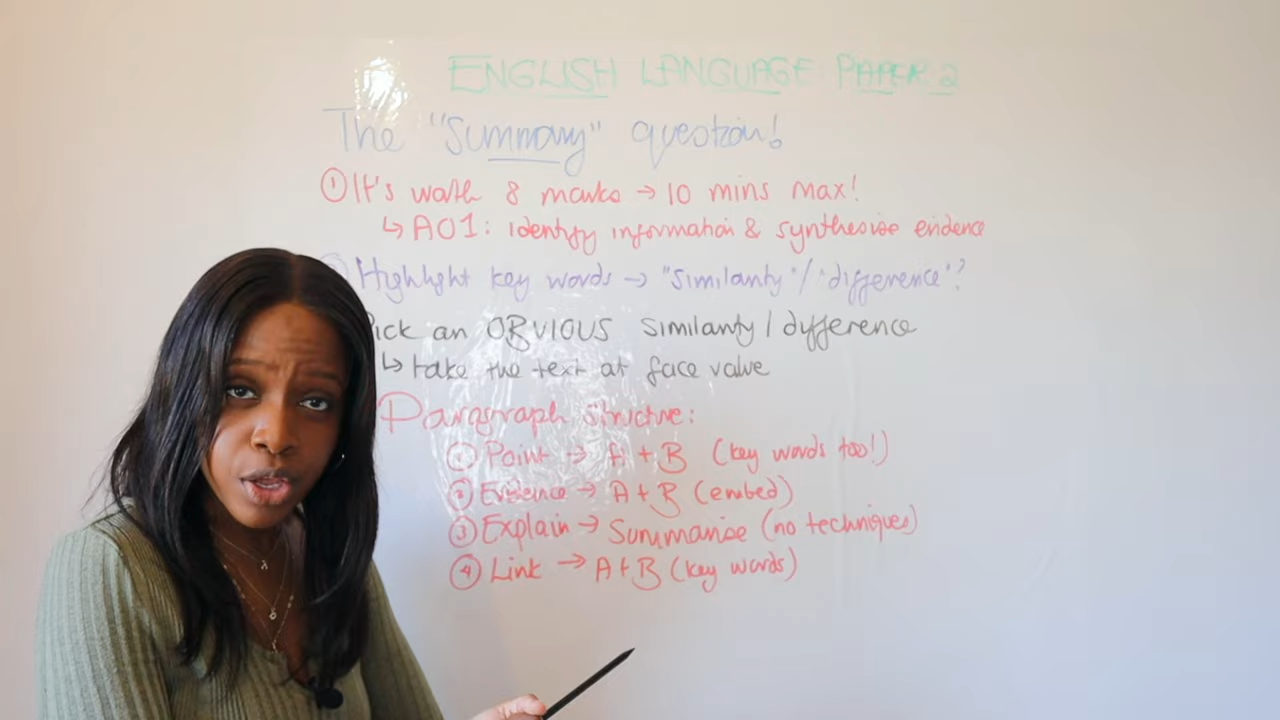 ENGLISH LANGUAGE PAPER 2
The "Summary" question!
① It's worth 8 marks → 10 mins max!
↳ AO1: identify information & synthesise evidence
Highlight key words → "Similarity"/"difference"?
ick an OBVIOUS similarity/difference
↳ take the text at face value
Paragraph structure:
① Point → A + B (key words too!)
② Evidence → A + B (embed)
③ Explain → Summarise (no techniques)
④ Link → A + B (key words)